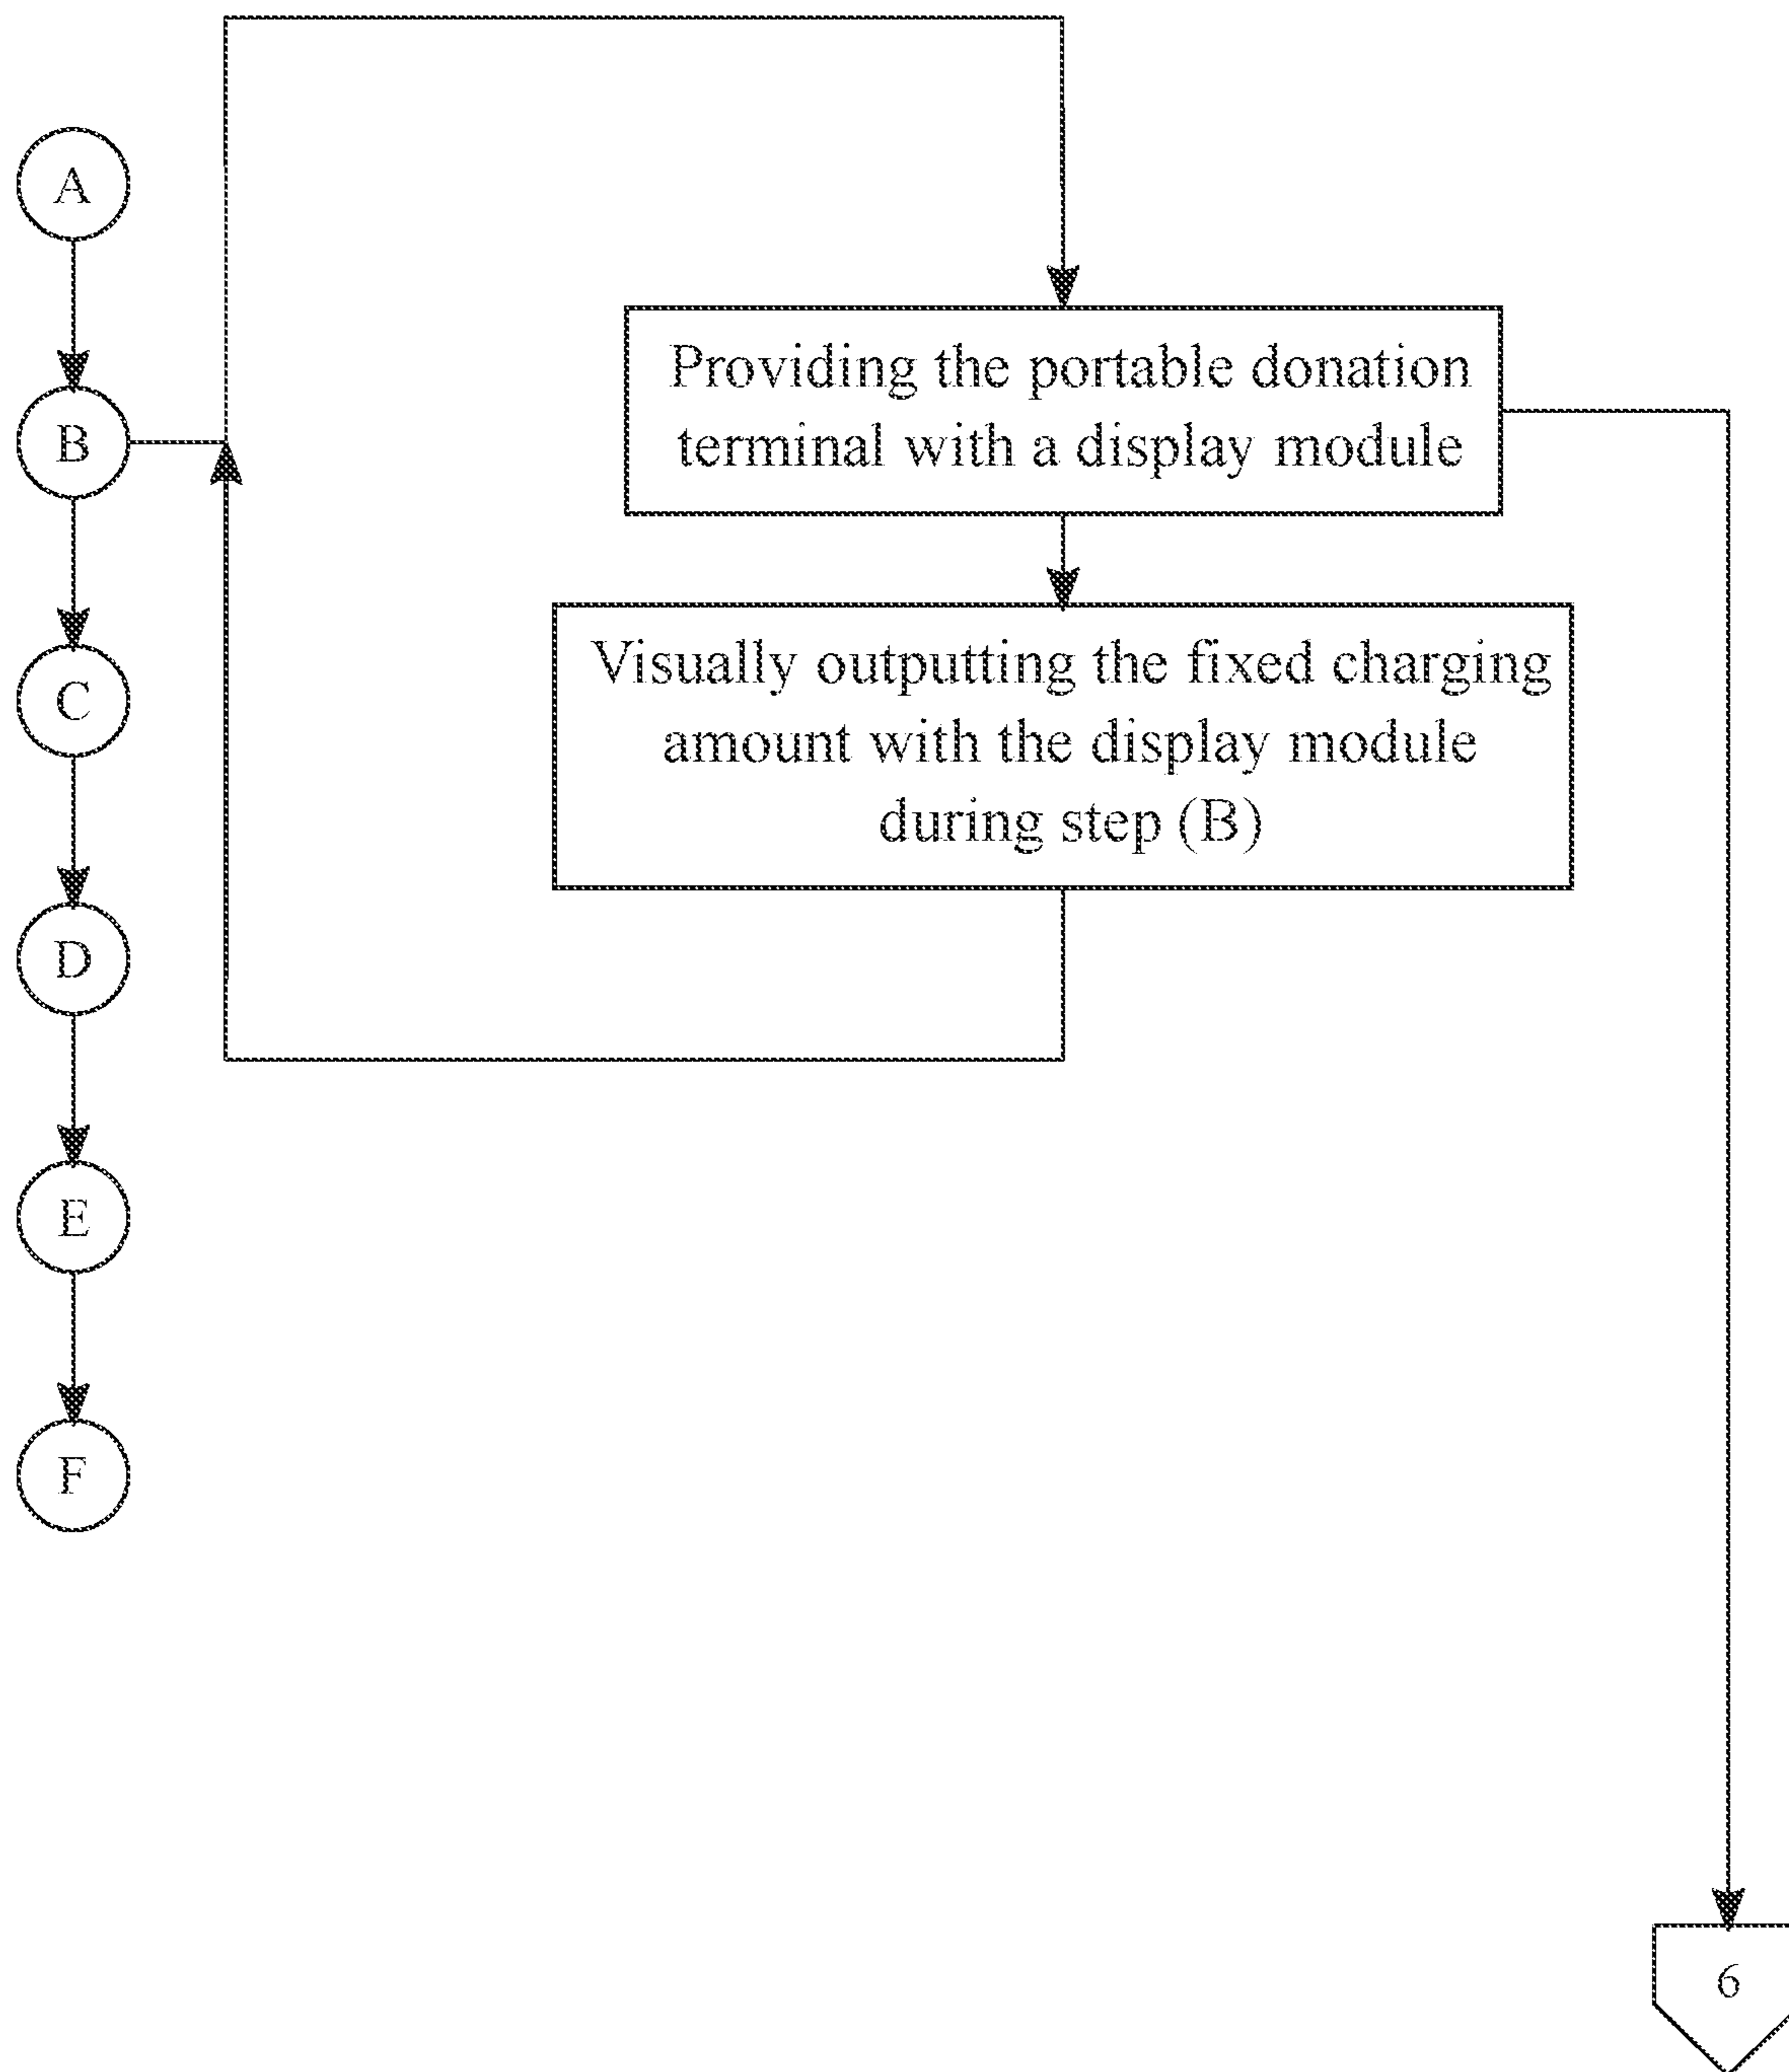 A
B
C
D
E
F
Providing the portable donation
terminal with a display module
Visually outputting the fixed charging
amount with the display module
during step (B)
6